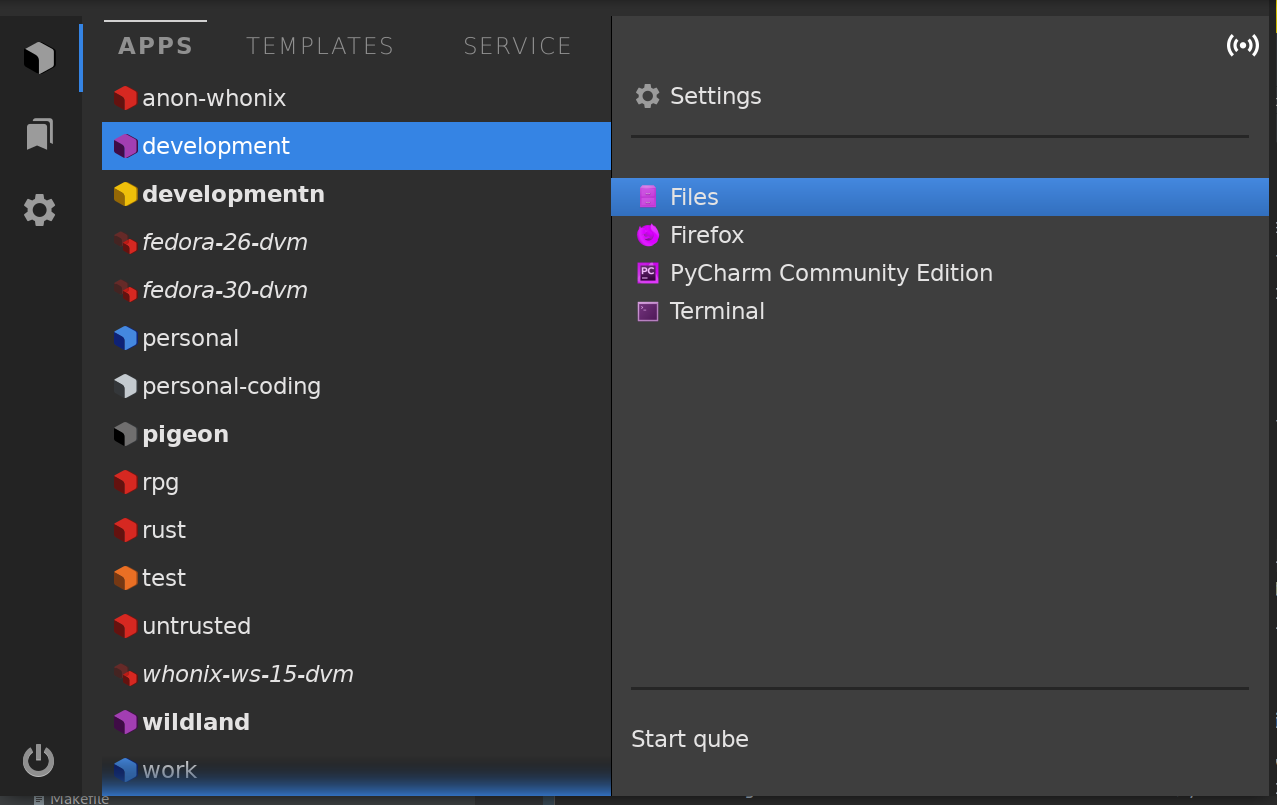 APPS TEMPLATES SERVICE
anon-whonix
development
developmentn
fedora-26-dvm
fedora-30-dvm
personal
personal-coding
pigeon
rpg
rust
test
untrusted
whonix-ws-15-dvm
wildland
work
Settings
Files
Firefox
PC
PyCharm Community Edition
Terminal
Start qube
Makefile